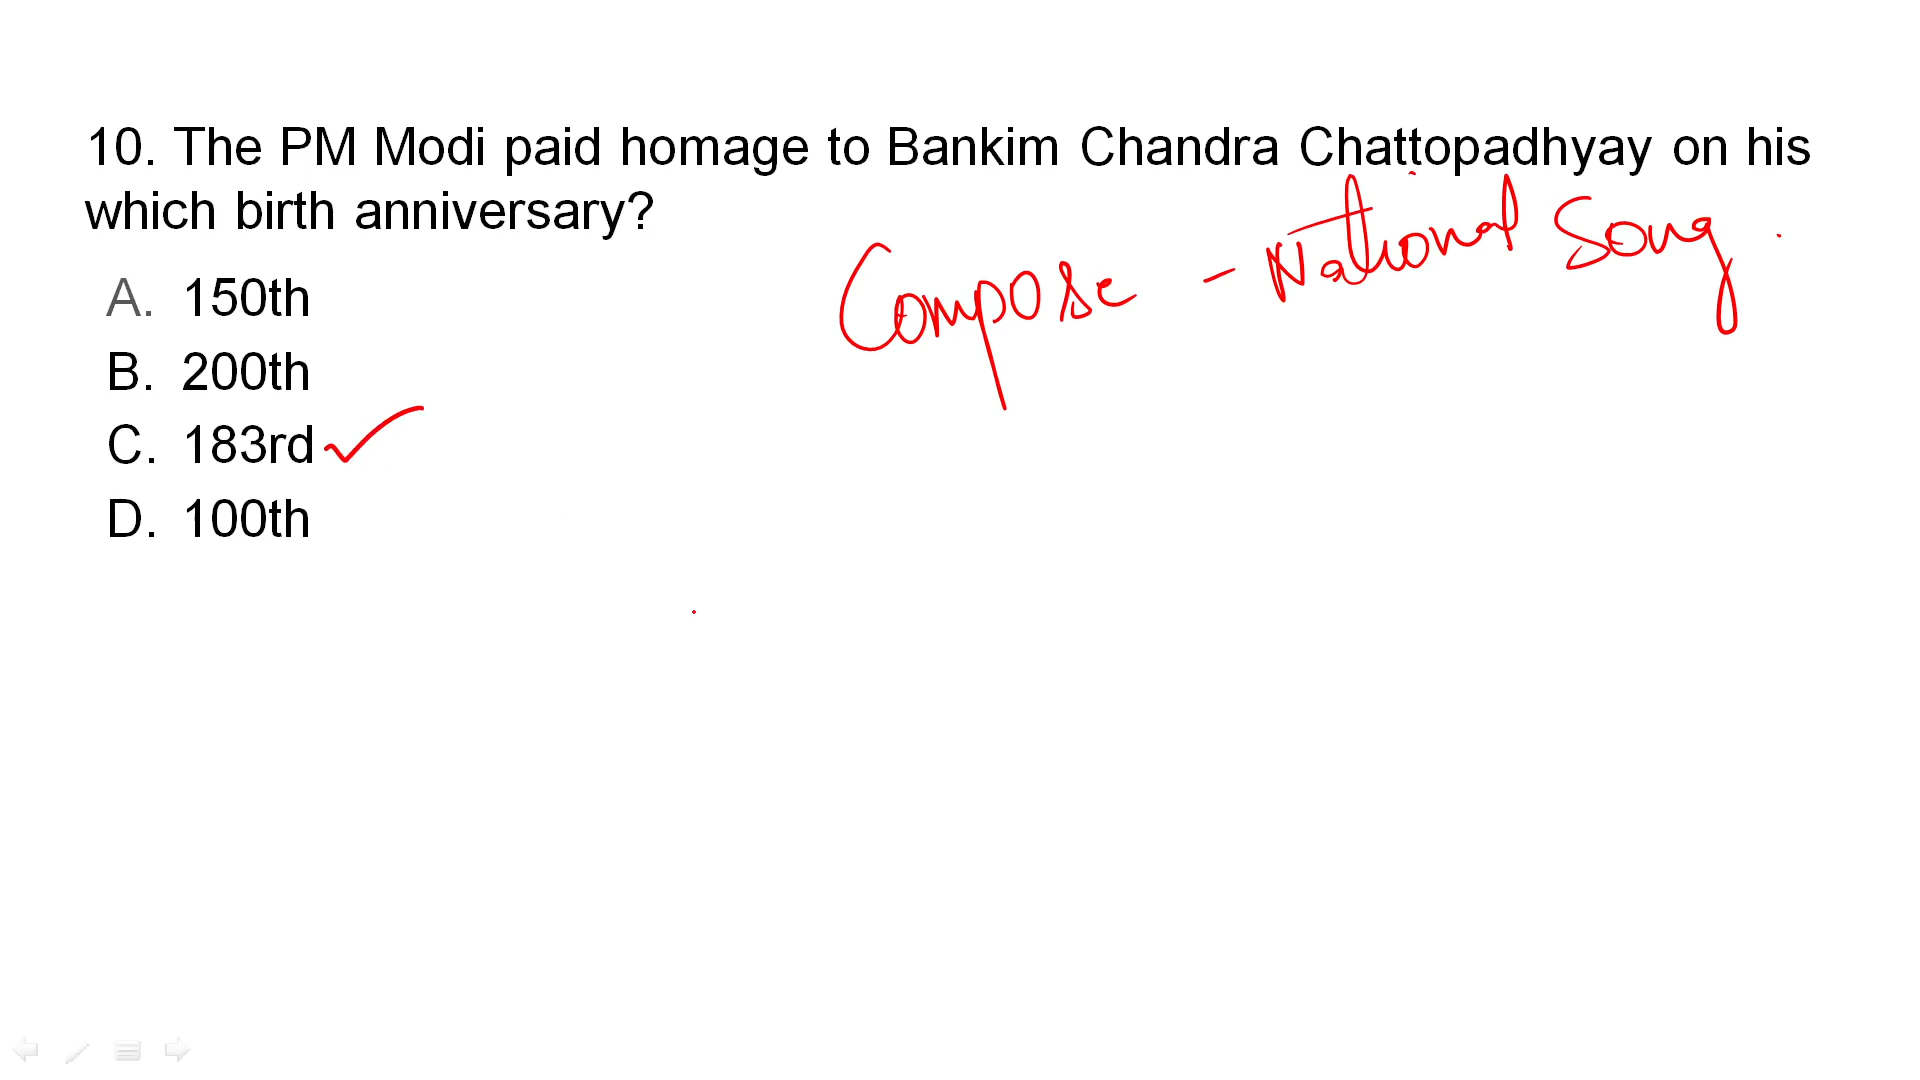 10. The PM Modi paid homage to Bankim Chandra Chattopadhyay on his
which birth anniversary?
Compose - National Song
A. 150th
B. 200th
C. 183rd
D. 100th